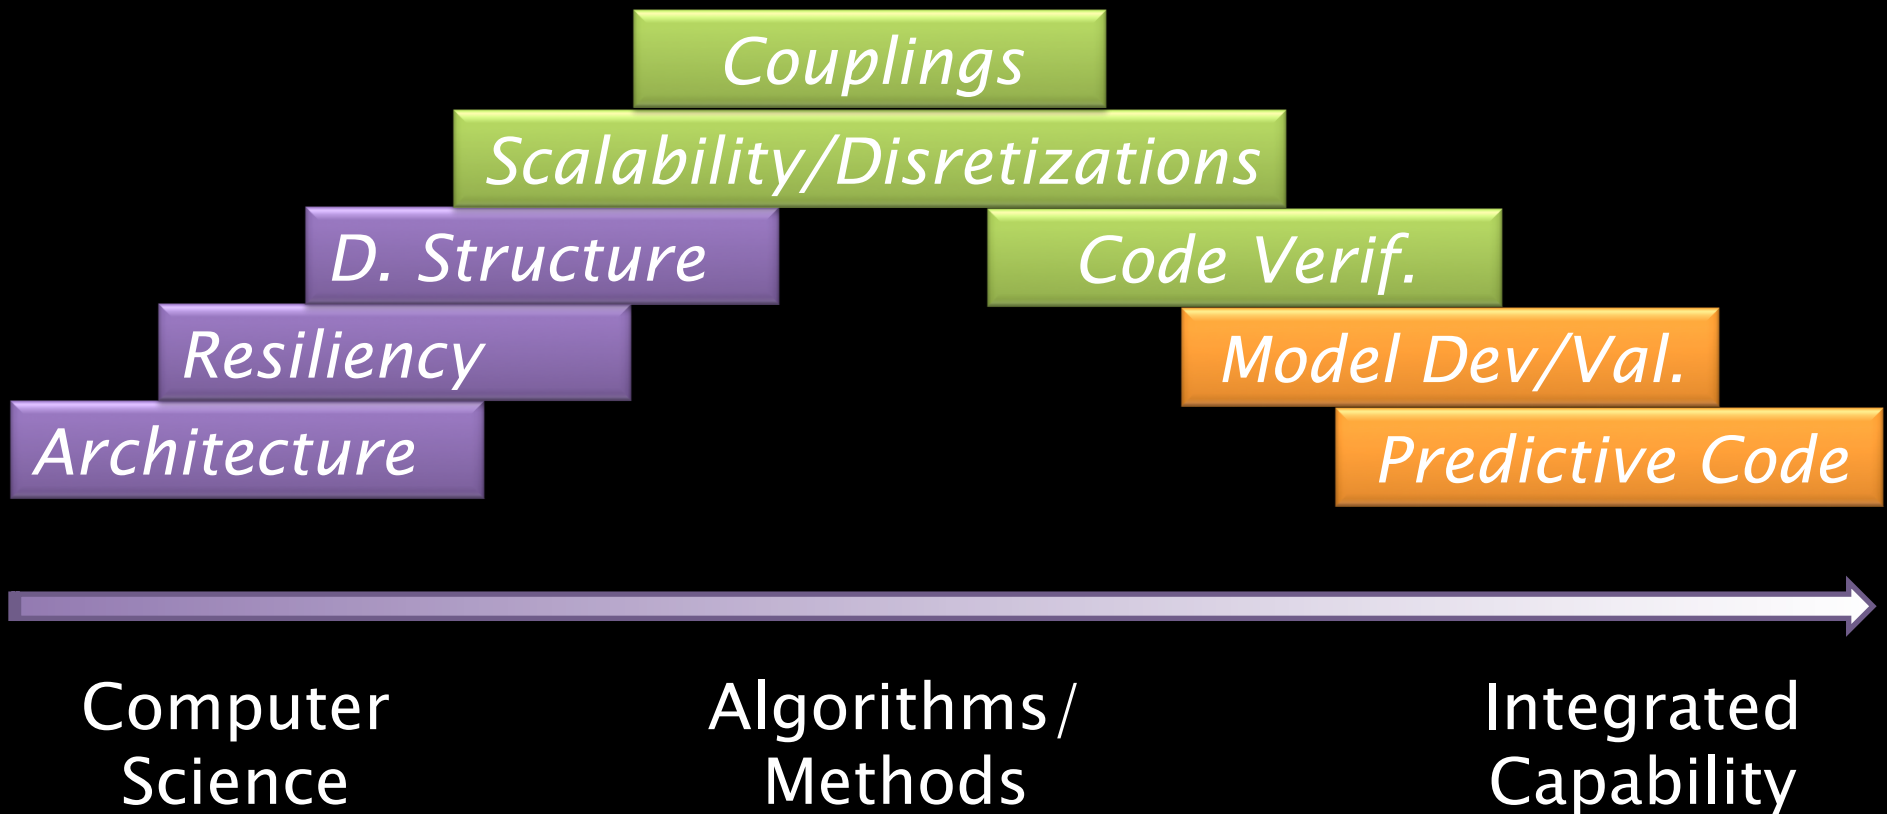 Couplings
Scalability/Disretizations
D. Structure
Code Verif.
Resiliency
Model Dev/Val.
Architecture
Predictive Code
Computer
Science
Algorithms/
Methods
Integrated
Capability